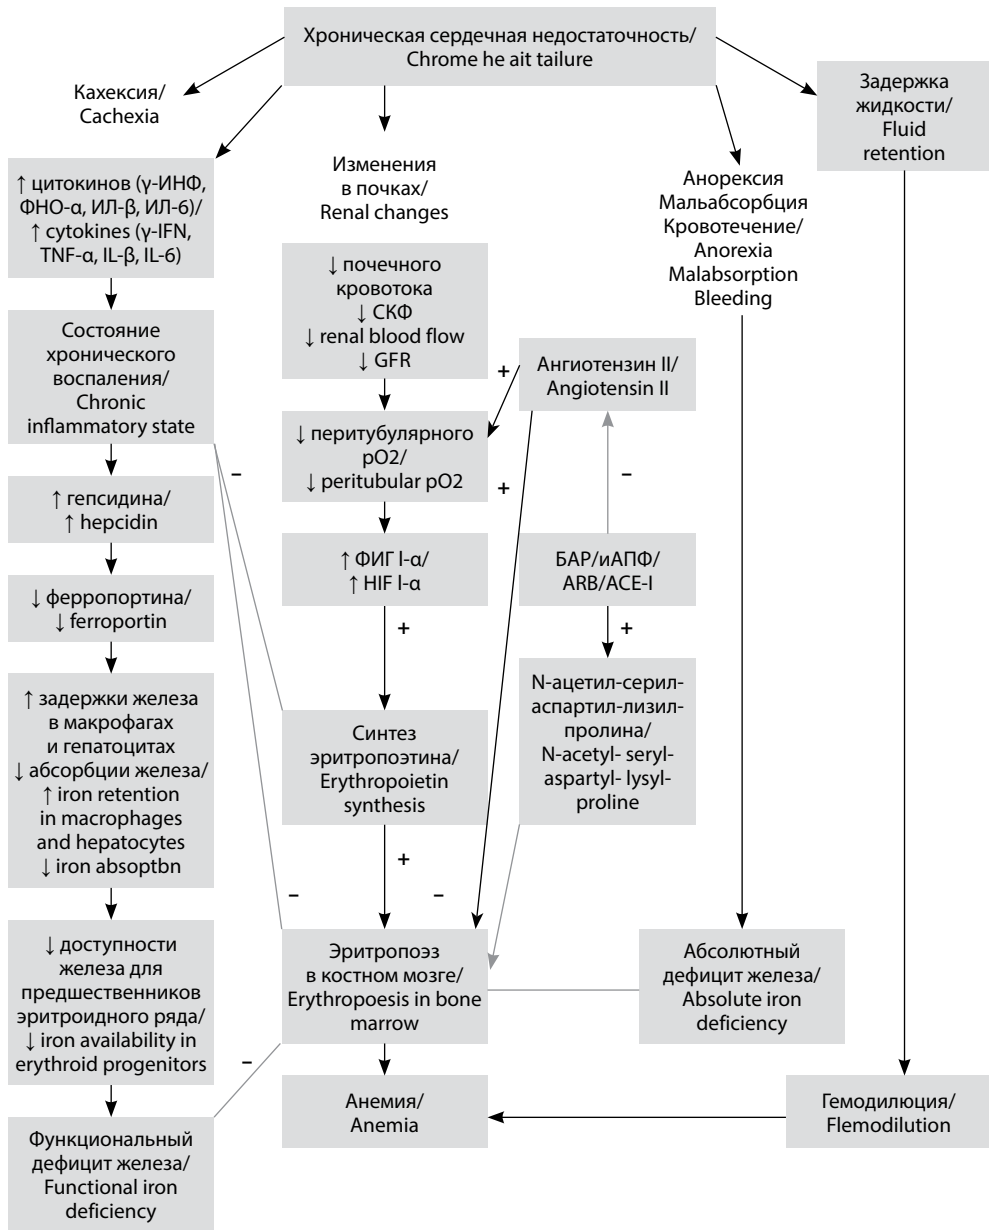 Хроническая сердечная недостаточность/
Chrome he ait tailure
Кахексия/
Cachexia
Задержка
жидкости/
Fluid
retention
↑ цитокинов (γ-ИНФ,
ФНО-α, ИЛ-β, ИЛ-6)/
↑ cytokines (γ-IFN,
TNF-α, IL-β, IL-6)
Изменения
в почках/
Renal changes
Анорексия
Мальабсорбция
Кровотечение/
Anorexia
Malabsorption
Bleeding
↓ почечного
кровотока
↓ СКФ
↓ renal blood flow
↓ GFR
Состояние
хронического
воспаления/
Chronic
inflammatory state
+
Ангиотензин II/
Angiotensin II
↓ перитубулярного
pO2/
↓ peritubular pO2
–
+
–
↑ гепсидина/
↑ hepcidin
↑ ФИГ l-α/
↑ HIF l-α
БАР/иАПФ/
ARB/ACE-I
↓ ферропортина/
↓ ferroportin
+
+
↑ задержки железа
в макрофагах
и гепатоцитах
↓ абсорбции железа/
↑ iron retention
in macrophages
and hepatocytes
↓ iron absoptbn
Синтез
эритропоэтина/
Erythropoietin
synthesis
N-ацетил-серил-
аспартил-лизил-
пролина/
N-acetyl- seryl-
aspartyl- lysyl-
proline
+
–
–
↓ доступности
железа для
предшественников
эритроидного ряда/
↓ iron availability in
erythroid progenitors
Эритропоэз
в костном мозге/
Erythropoesis in bone
marrow
Абсолютный
дефицит железа/
Absolute iron
deficiency
–
Анемия/
Anemia
Гемодилюция/
Flemodilution
Функциональный
дефицит железа/
Functional iron
deficiency